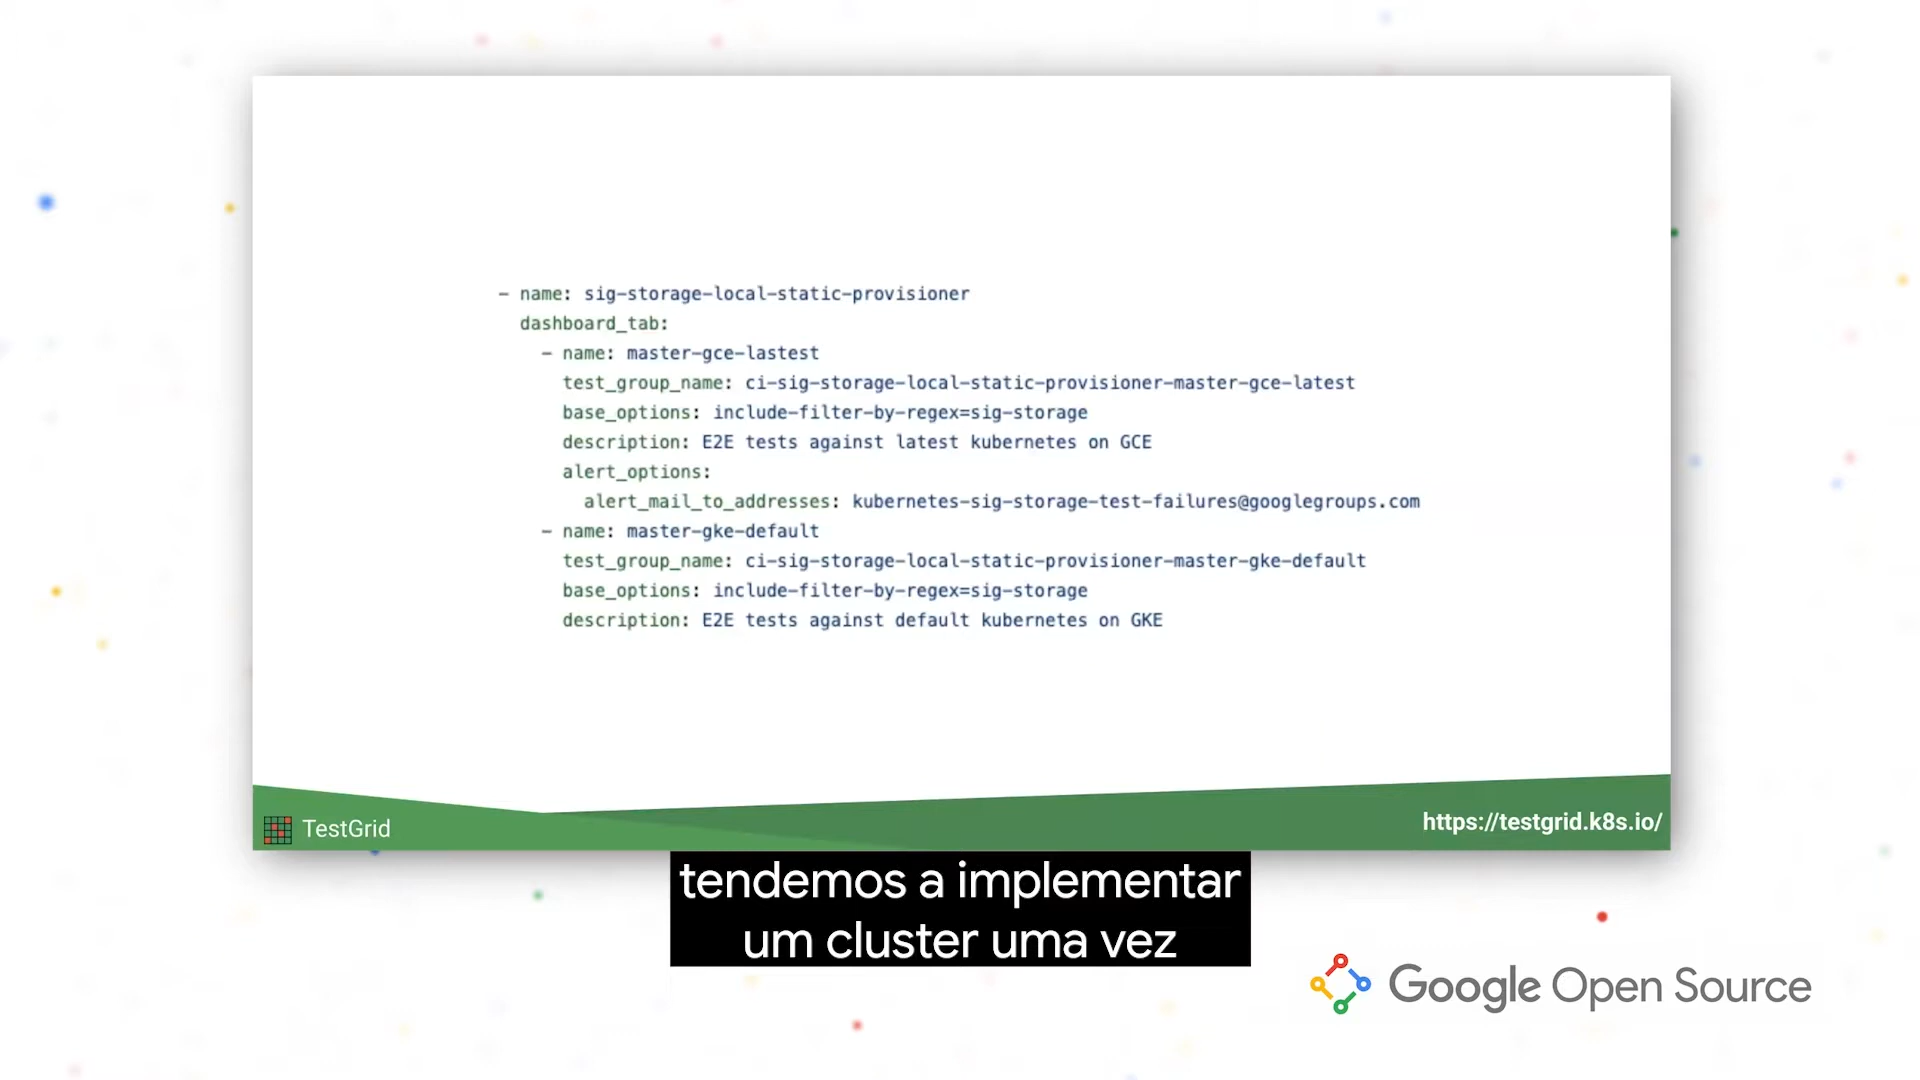 - name: sig-storage-local-static-provisioner
dashboard_tab:
- name: master-gce-lastest
test_group_name: ci-sig-storage-local-static-provisioner-master-gce-latest
base_options: include-filter-by-regex=sig-storage
description: E2E tests against latest kubernetes on GCE
alert_options:
alert_mail_to_addresses: kubernetes-sig-storage-test-failures@googlegroups.com
- name: master-gke-default
test_group_name: ci-sig-storage-local-static-provisioner-master-gke-default
base_options: include-filter-by-regex=sig-storage
description: E2E tests against default kubernetes on GKE
TestGrid
https://testgrid.k8s.io/
tendemos a implementar
um cluster uma vez
Google Open Source